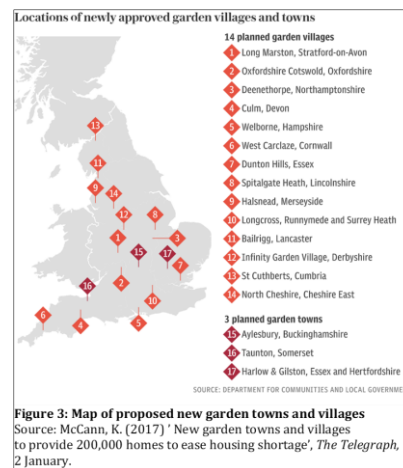 Locations of newly approved garden villages and towns
14 planned garden villages
1 Long Marston, Stratford-on-Avon
2 Oxfordshire Cotswold, Oxfordshire
3 Deenethorpe, Northamptonshire
4 Culm, Devon
5 Welborne, Hampshire
6 West Carclaze, Cornwall
7 Dunton Hills, Essex
8 Spitalgate Heath, Lincolnshire
9 Halsnead, Merseyside
10 Longcross, Runnymede and Surrey Heath
11 Bailrigg, Lancaster
12 Infinity Garden Village, Derbyshire
13 St Cuthberts, Cumbria
14 North Cheshire, Cheshire East
3 planned garden towns
15 Aylesbury, Buckinghamshire
16 Taunton, Somerset
17 Harlow & Gilston, Essex and Hertfordshire
13
11
9
14
12
8
1
15
17
3
7
2
16
10
6
4
5
SOURCE: DEPARTMENT FOR COMMUNITIES AND LOCAL GOVERNME
Figure 3: Map of proposed new garden towns and villages
Source: McCann, K. (2017) ' New garden towns and villages
to provide 200,000 homes to ease housing shortage', The Telegraph,
2 January.